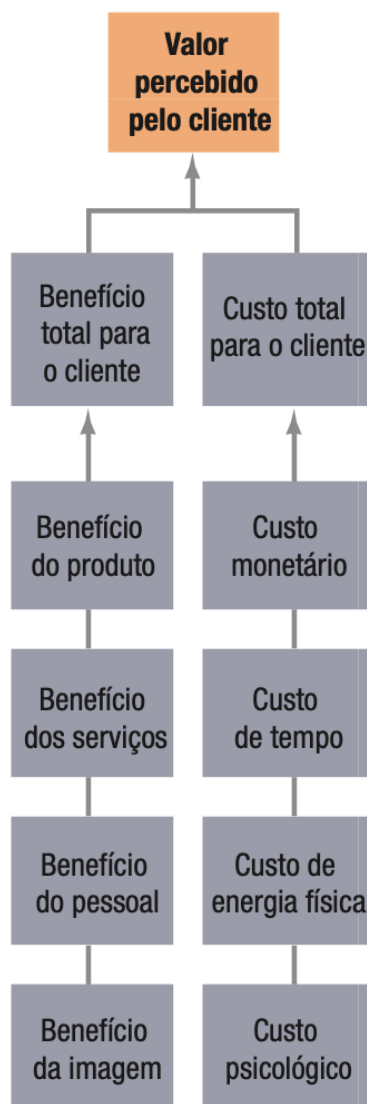 Valor
percebido
pelo cliente
Benefício
total para
o cliente
Custo total
para o cliente
Benefício
do produto
Custo
monetário
Benefício
dos serviços
Custo
de tempo
Benefício
do pessoal
Custo de
energia física
Benefício
da imagem
Custo
psicológico